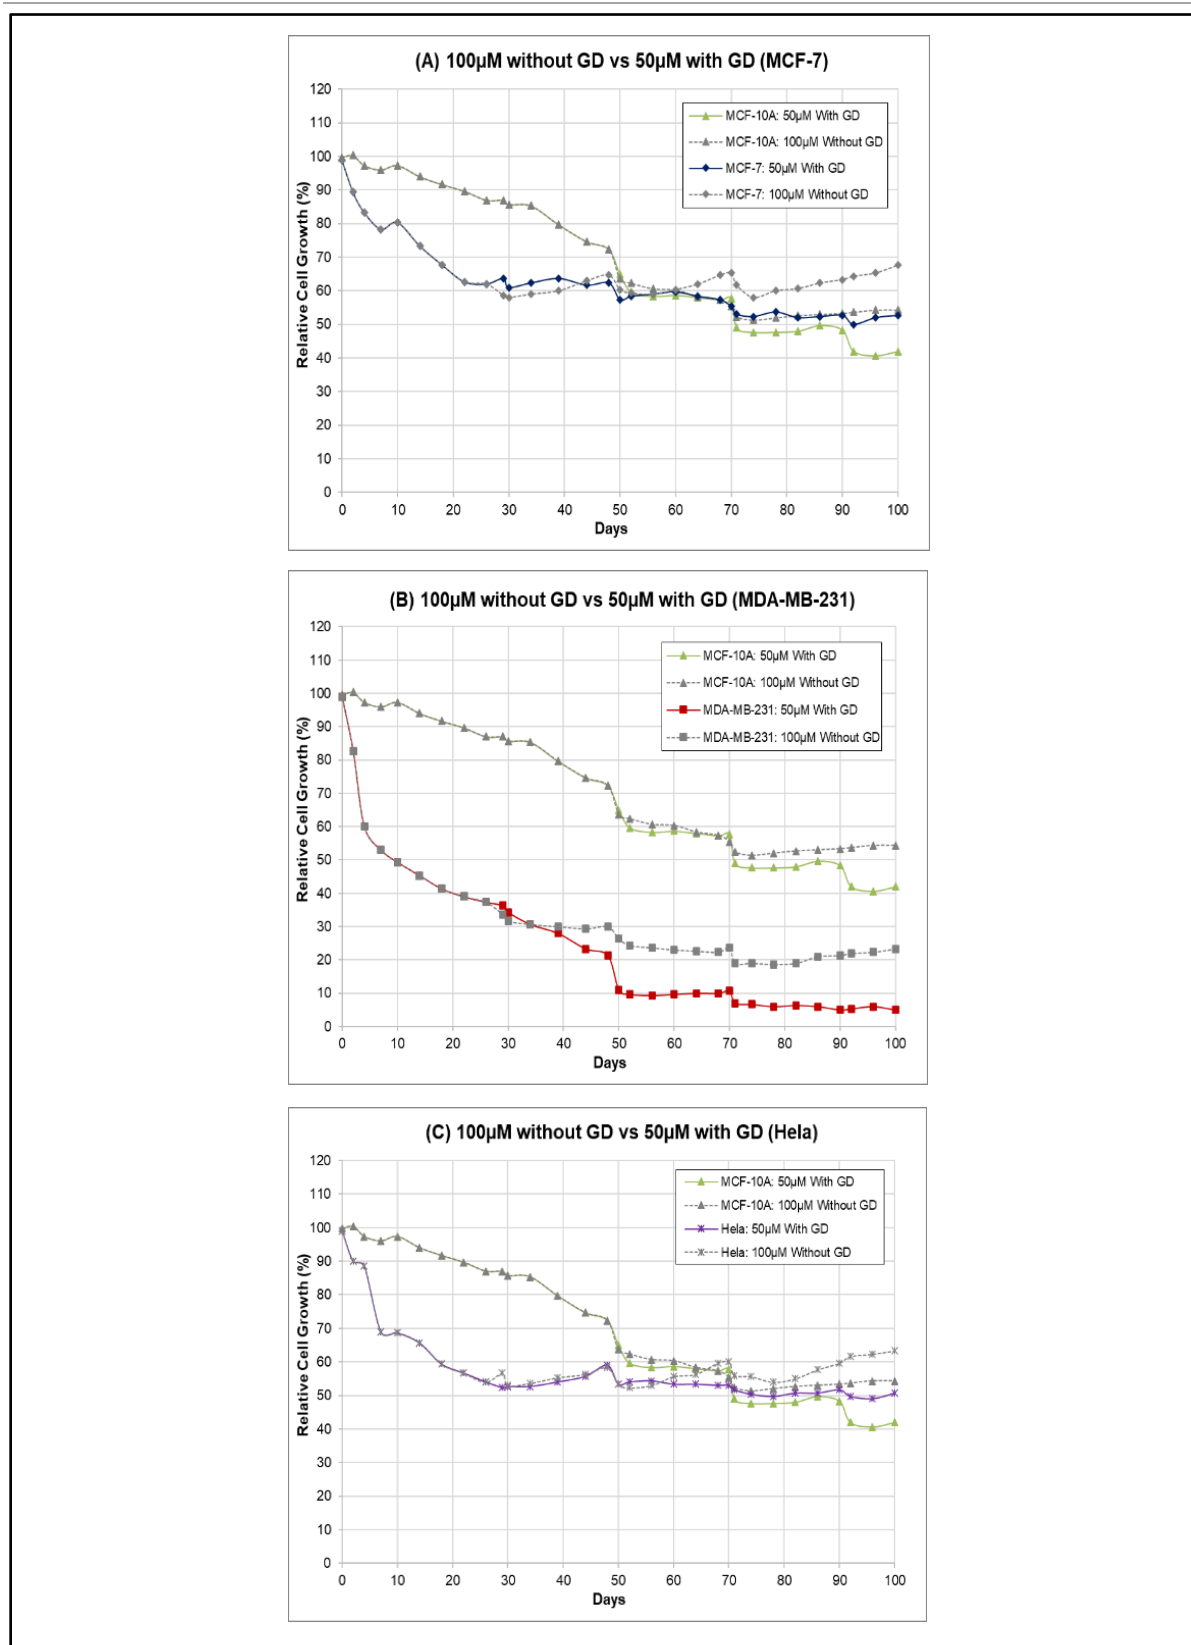 (A) 100µM without GD vs 50µM with GD (MCF-7)
120
110
100
90
80
70
60
50
40
30
20
10
0
Relative Cell Growth (%)
MCF-10A: 50µM With GD
MCF-10A: 100µM Without GD
MCF-7: 50µM With GD
MCF-7: 100µM Without GD
0 10 20 30 40 50 60 70 80 90 100
Days
(B) 100µM without GD vs 50µM with GD (MDA-MB-231)
120
110
100
90
80
70
60
50
40
30
20
10
0
Relative Cell Growth (%)
MCF-10A: 50µM With GD
MCF-10A: 100µM Without GD
MDA-MB-231: 50µM With GD
MDA-MB-231: 100µM Without GD
0 10 20 30 40 50 60 70 80 90 100
Days
(C) 100µM without GD vs 50µM with GD (Hela)
120
110
100
90
80
70
60
50
40
30
20
10
0
Relative Cell Growth (%)
MCF-10A: 50µM With GD
MCF-10A: 100µM Without GD
Hela: 50µM With GD
Hela: 100µM Without GD
0 10 20 30 40 50 60 70 80 90 100
Days